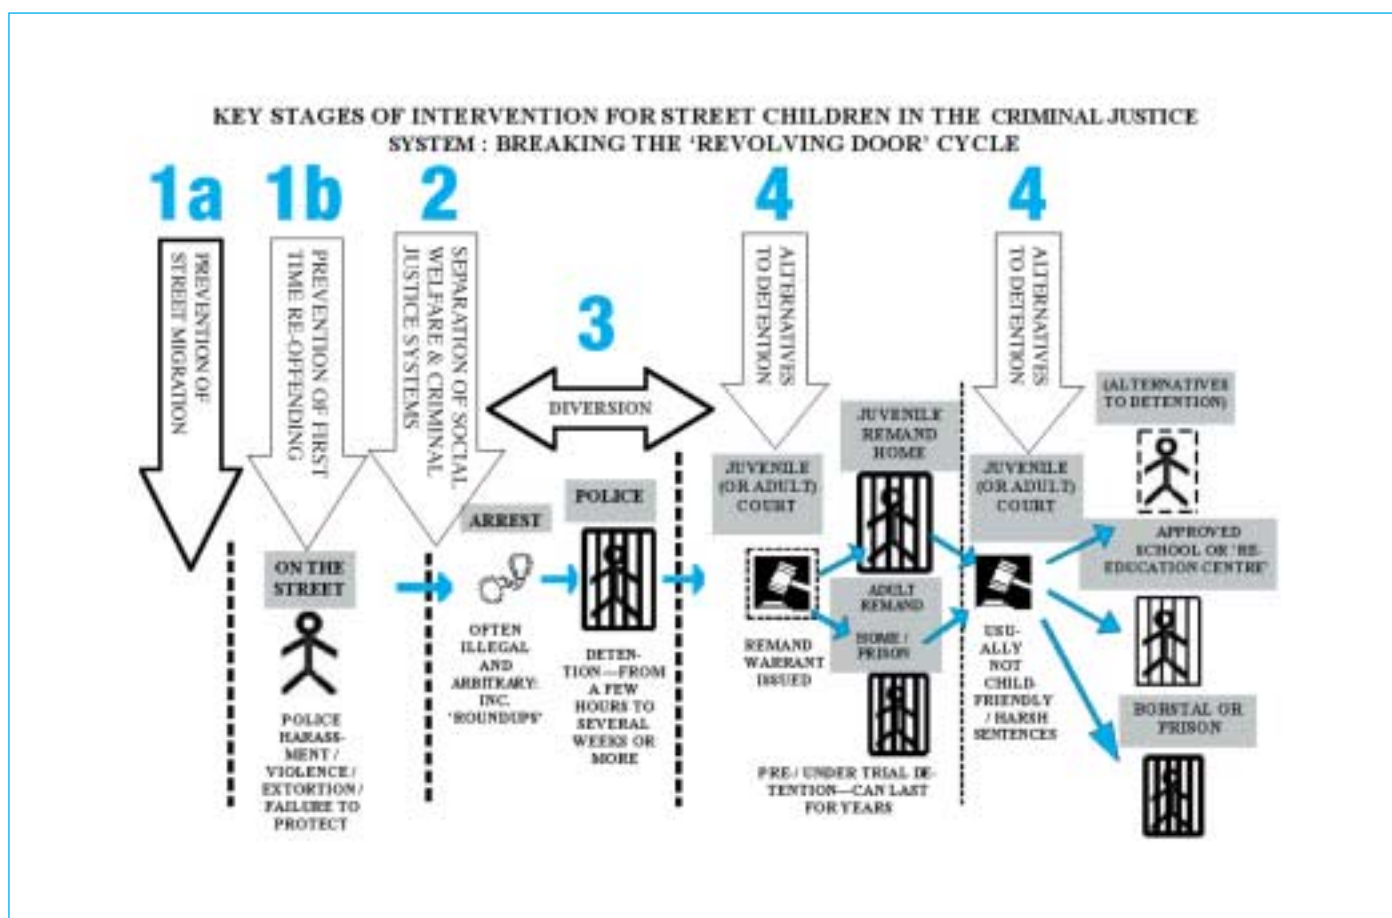 KEY STAGES OF INTERVENTION FOR STREET CHILDREN IN THE CRIMINAL JUSTICE
SYSTEM : BREAKING THE ‘REVOLVING DOOR’ CYCLE
1a
PREVENTION OF
STREET MIGRATION
1b
PREVENTION OF FIRST
TIME RE-OFFENDING
2
SEPARATION OF SOCIAL
WELFARE & CRIMINAL
JUSTICE SYSTEMS
3
DIVERSION
4
ALTERNATIVES
TO DETENTION
4
ALTERNATIVES
TO DETENTION
ON THE
STREET
POLICE
HARASS-
MENT /
VIOLENCE /
EXTORTION /
FAILURE TO
PROTECT
ARREST
OFTEN
ILLEGAL
AND
ARBITRARY:
INC.
‘ROUNDUPS’
POLICE
DETEN-
TION—FROM
A FEW
HOURS TO
SEVERAL
WEEKS OR
MORE
JUVENILE
(OR ADULT)
COURT
REMAND
WARRANT
ISSUED
JUVENILE
REMAND
HOME
ADULT
REMAND
HOME /
PRISON
PRE-/ UNDER TRIAL DE-
TENTION—CAN LAST
FOR YEARS
JUVENILE
(OR ADULT)
COURT
USU-
ALLY
NOT
CHILD-
FRIENDLY
/ HARSH
SENTENCES
(ALTERNATIVES
TO DETENTION)
APPROVED
SCHOOL OR ‘RE-
EDUCATION CENTRE’
BORSTAL OR
PRISON